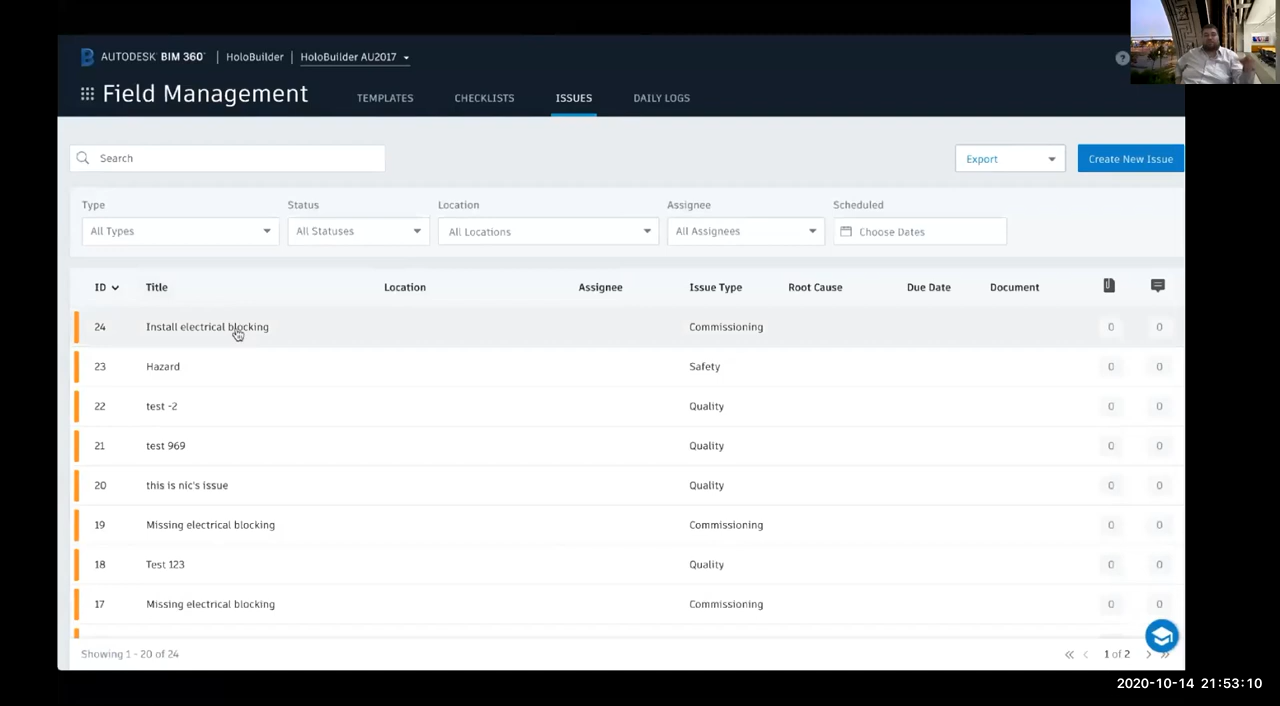 AUTODESK BIM 360 | HoloBuilder | HoloBuilder AU2017
Field Management TEMPLATES CHECKLISTS ISSUES DAILY LOGS
Search Export Create New Issue
Type Status Location Assignee Scheduled
All Types All Statuses All Locations All Assignees Choose Dates
ID Title Location Assignee Issue Type Root Cause Due Date Document
24 Install electrical blocking Commissioning 0 0
23 Hazard Safety 0 0
22 test -2 Quality 0 0
21 test 969 Quality 0 0
20 this is nic's issue Quality 0 0
19 Missing electrical blocking Commissioning 0 0
18 Test 123 Quality 0 0
17 Missing electrical blocking Commissioning 0 0
Showing 1 - 20 of 24 « ‹ 1 of 2 › »
2020-10-14 21:53:10